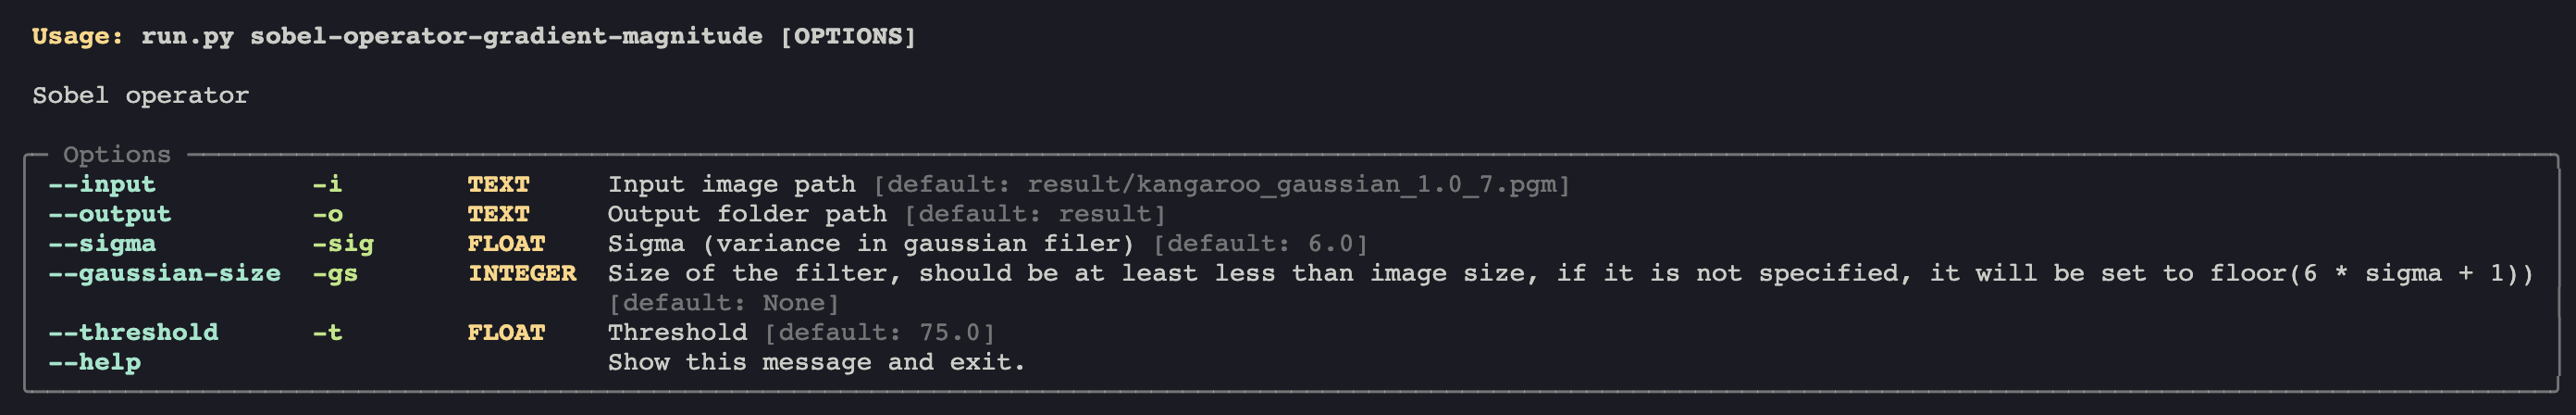 Usage: run.py sobel-operator-gradient-magnitude [OPTIONS]
Sobel operator
Options
--input -i TEXT Input image path [default: result/kangaroo_gaussian_1.0_7.pgm]
--output -o TEXT Output folder path [default: result]
--sigma -sig FLOAT Sigma (variance in gaussian filer) [default: 6.0]
--gaussian-size -gs INTEGER Size of the filter, should be at least less than image size, if it is not specified, it will be set to floor(6 * sigma + 1))
[default: None]
--threshold -t FLOAT Threshold [default: 75.0]
--help Show this message and exit.